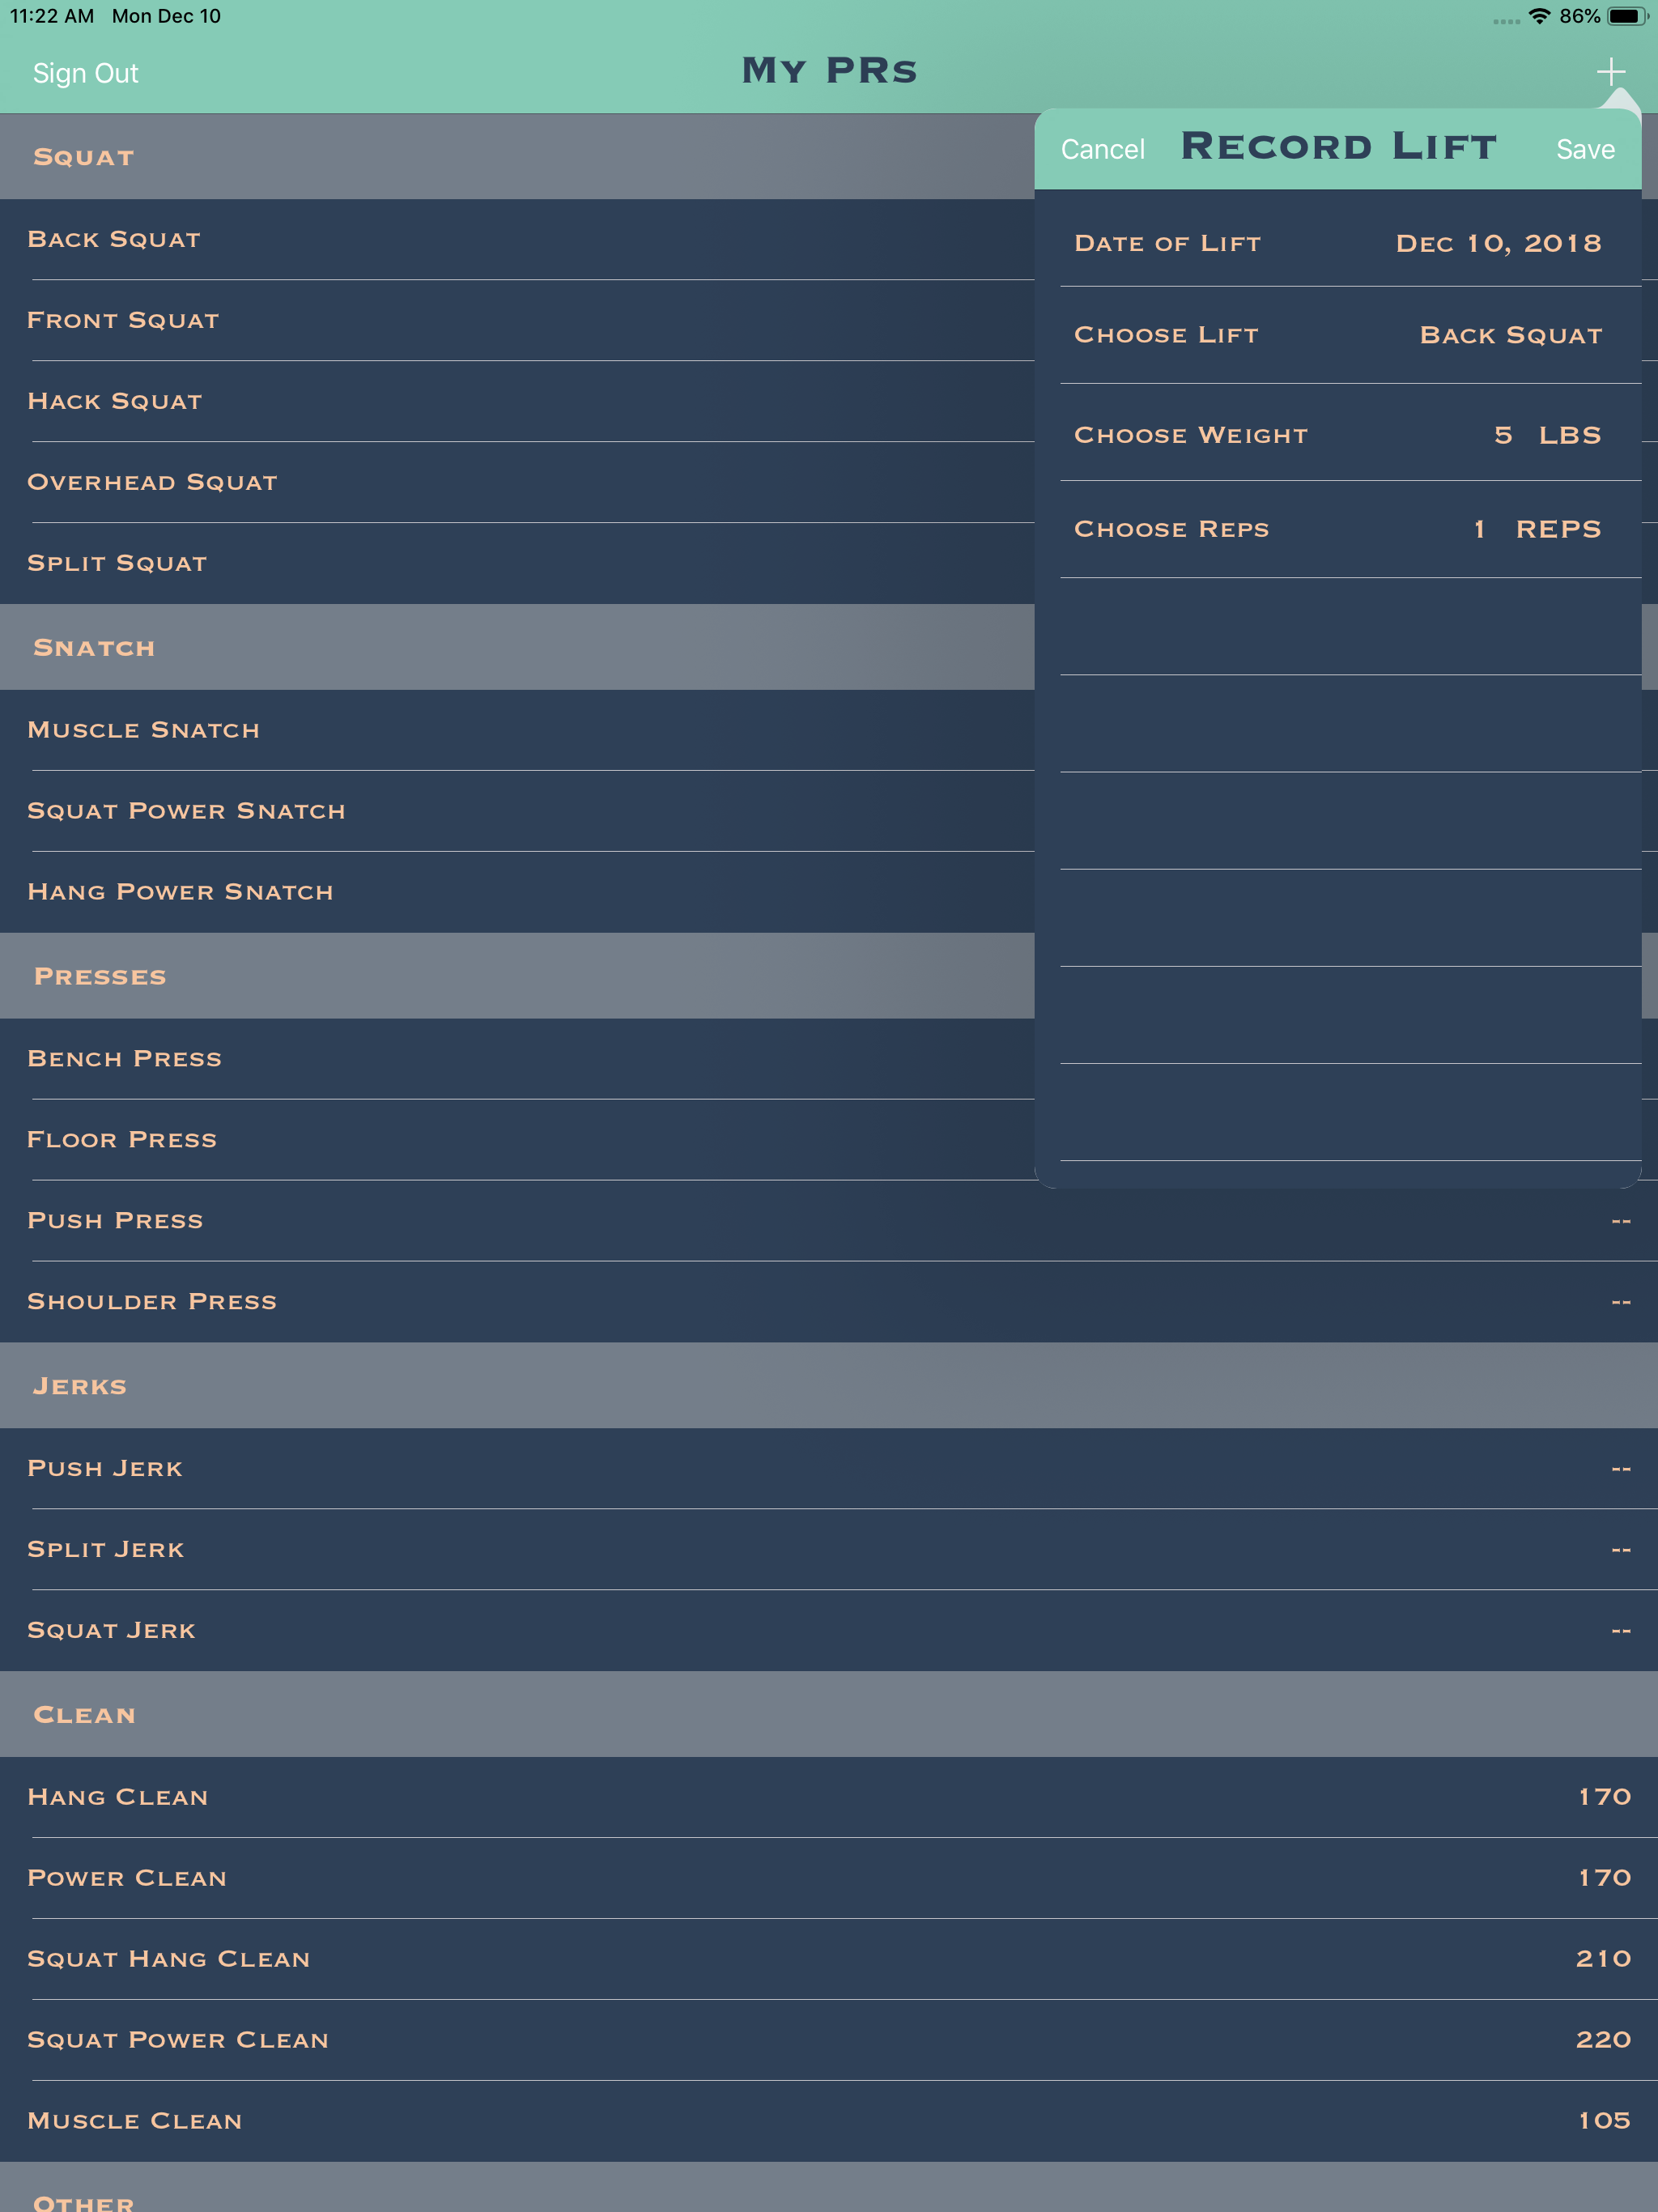 11:22 AM Mon Dec 10 86%
Sign Out My PRs +
Cancel Record Lift Save
Date of Lift Dec 10, 2018
Choose Lift Back Squat
Choose Weight 5 LBS
Choose Reps 1 REPS
Squat
Back Squat
Front Squat
Hack Squat
Overhead Squat
Split Squat
Snatch
Muscle Snatch
Squat Power Snatch
Hang Power Snatch
Presses
Bench Press
Floor Press
Push Press --
Shoulder Press --
Jerks
Push Jerk --
Split Jerk --
Squat Jerk --
Clean
Hang Clean 170
Power Clean 170
Squat Hang Clean 210
Squat Power Clean 220
Muscle Clean 105
Other